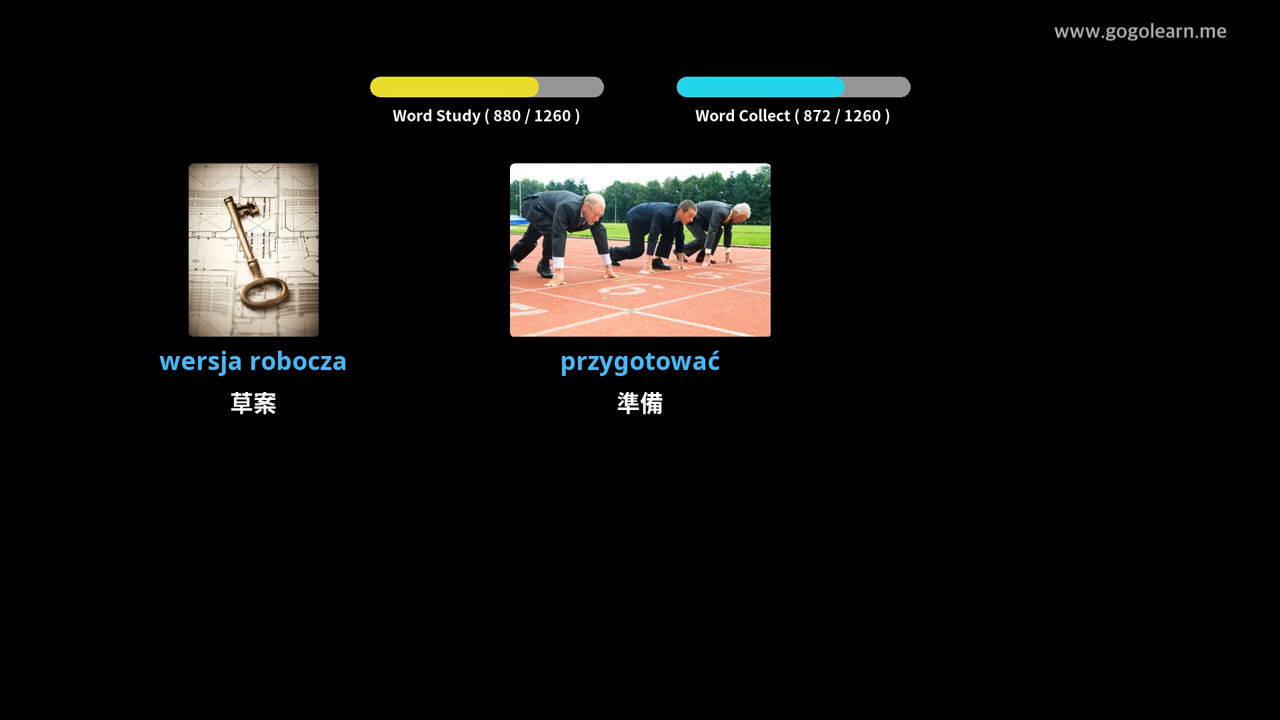 www.gogolearn.me
Word Study ( 880 / 1260 )
Word Collect ( 872 / 1260 )
wersja robocza
草案
przygotować
準備